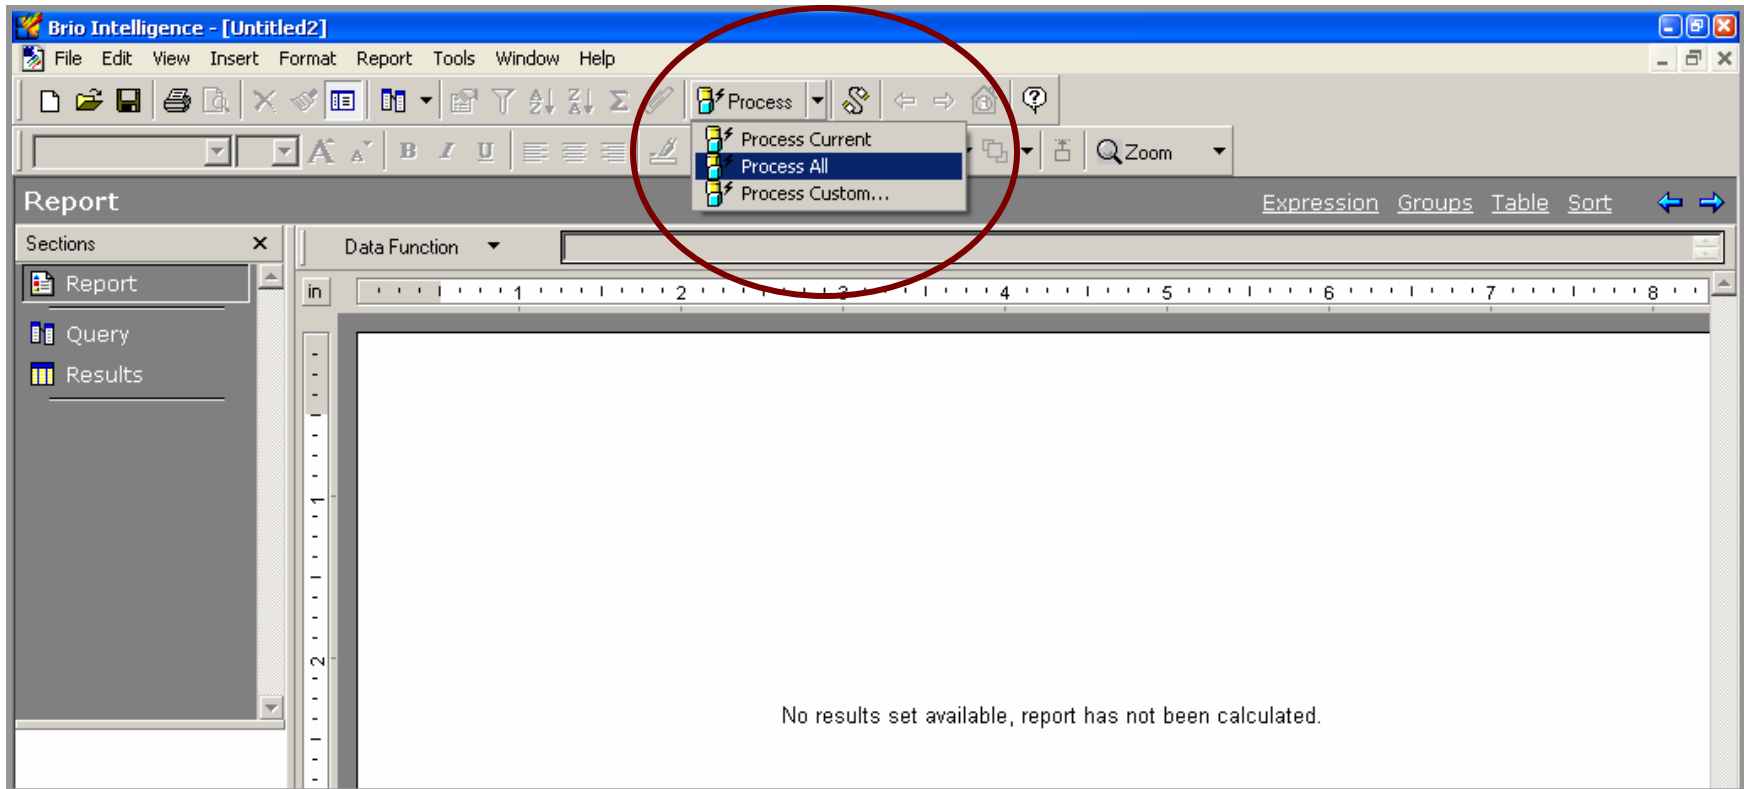 Brio Intelligence - [Untitled2]
File Edit View Insert Format Report Tools Window Help
Process
B I U Zoom
Process Current
Process All
Process Custom...
Report Expression Groups Table Sort
Sections × Data Function
Report
in 1 2 3 4 5 6 7 8
Query
Results
1
2
No results set available, report has not been calculated.